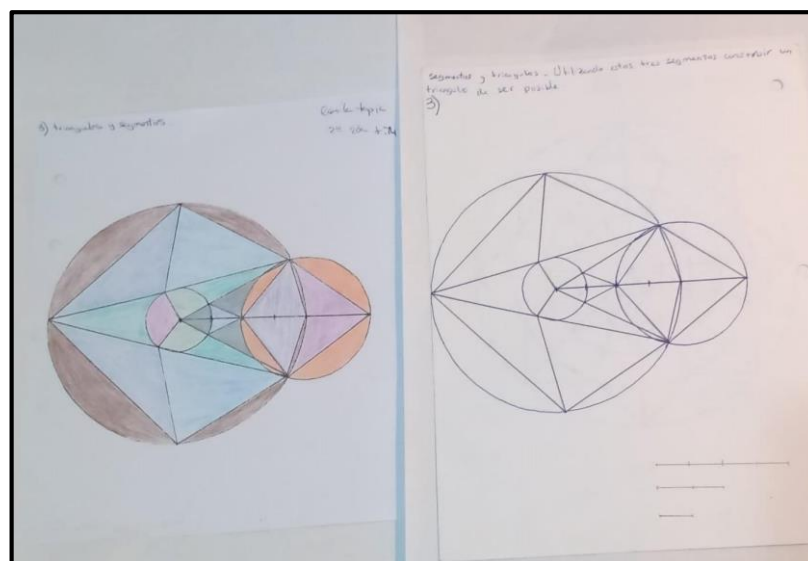 3) triangulos y segmentos
segmentos y triangulos - Utilizando estos tres segmentos construir un
triangulo de ser posible
3)